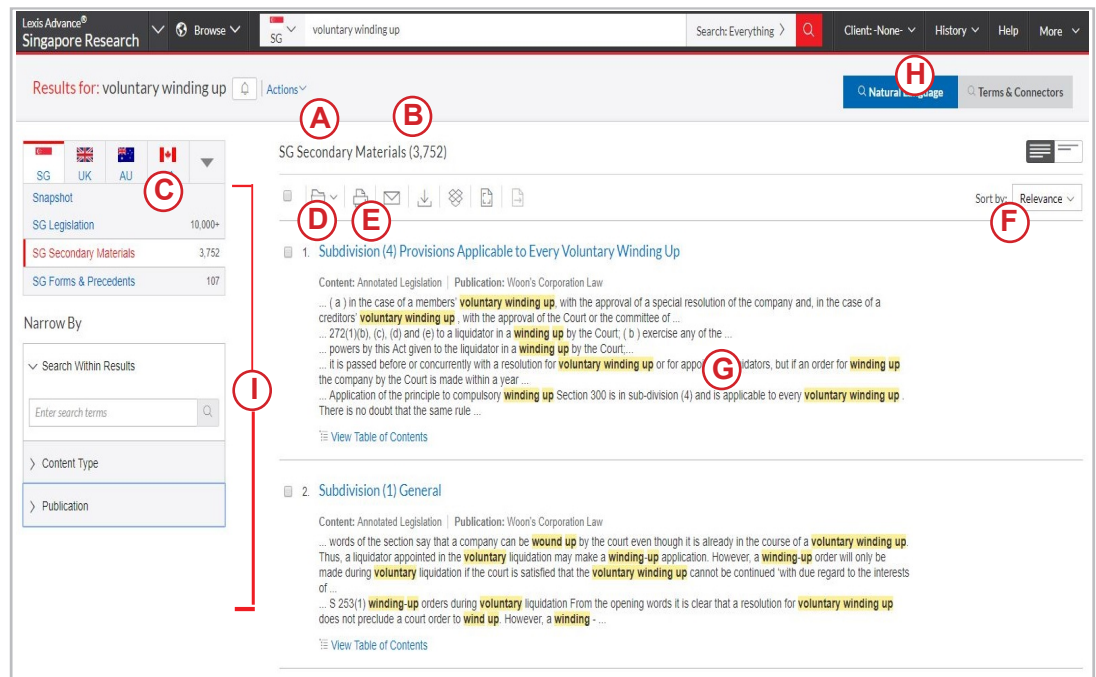 Lexis Advance®
Singapore Research
Browse
SG
voluntary winding up
Search: Everything
Client: -None-
History
Help
More
Results for: voluntary winding up
Actions
H
Natural Language
Terms & Connectors
A
B
SG Secondary Materials (3,752)
SG
UK
AU
C
Snapshot
SG Legislation 10,000+
SG Secondary Materials 3,752
SG Forms & Precedents 107
D
E
Sort by: Relevance
F
Narrow By
Search Within Results
Enter search terms
Content Type
Publication
I
1. Subdivision (4) Provisions Applicable to Every Voluntary Winding Up
Content: Annotated Legislation | Publication: Woon's Corporation Law
... ( a ) in the case of a members' voluntary winding up, with the approval of a special resolution of the company and, in the case of a
creditors' voluntary winding up , with the approval of the Court or the committee of ...
... 272(1)(b), (c), (d) and (e) to a liquidator in a winding up by the Court; ( b ) exercise any of the ...
... powers by this Act given to the liquidator in a winding up by the Court;...
... it is passed before or concurrently with a resolution for voluntary winding up or for appo G idators, but if an order for winding up
the company by the Court is made within a year ...
... Application of the principle to compulsory winding up Section 300 is in sub-division (4) and is applicable to every voluntary winding up .
There is no doubt that the same rule ...
View Table of Contents
2. Subdivision (1) General
Content: Annotated Legislation | Publication: Woon's Corporation Law
... words of the section say that a company can be wound up by the court even though it is already in the course of a voluntary winding up.
Thus, a liquidator appointed in the voluntary liquidation may make a winding-up application. However, a winding-up order will only be
made during voluntary liquidation if the court is satisfied that the voluntary winding up cannot be continued 'with due regard to the interests
of ...
... S 253(1) winding-up orders during voluntary liquidation From the opening words it is clear that a resolution for voluntary winding up
does not preclude a court order to wind up. However, a winding - ...
View Table of Contents